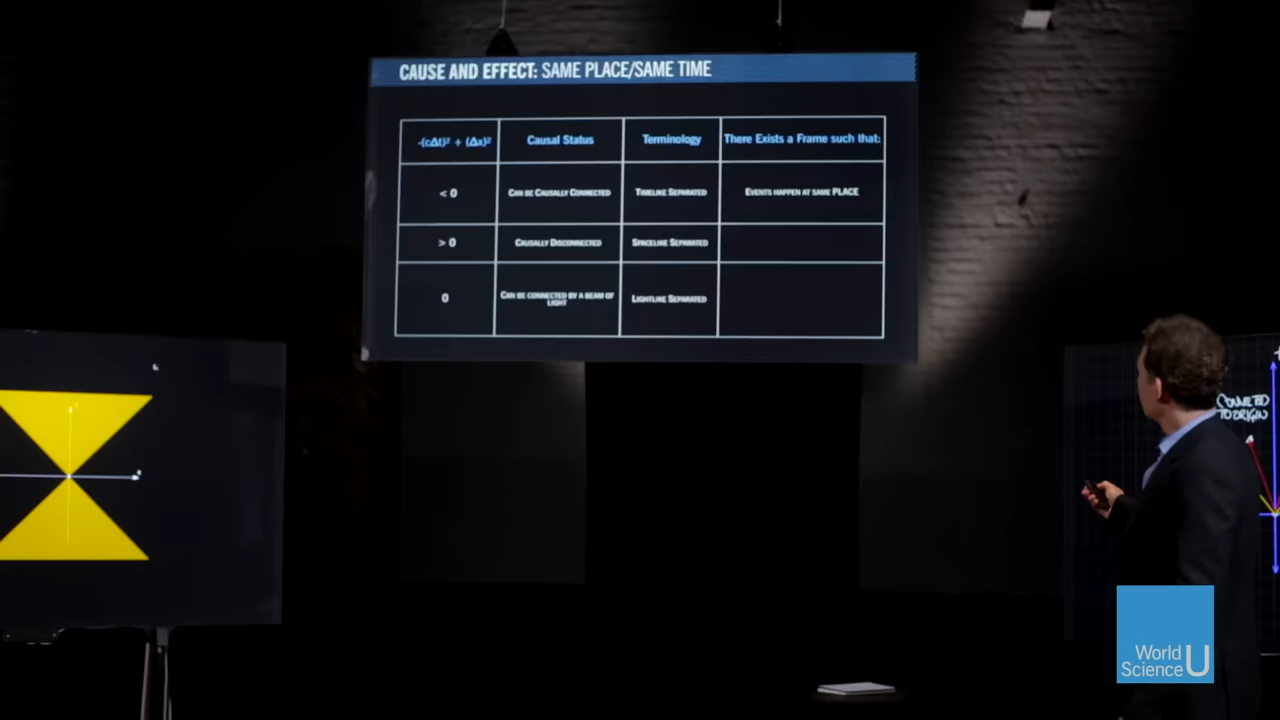 CAUSE AND EFFECT: SAME PLACE/SAME TIME
-(cΔt)² + (Δx)² Causal Status Terminology There Exists a Frame such that:
< 0 CAN BE CAUSALLY CONNECTED TIMELIKE SEPARATED EVENTS HAPPEN AT SAME PLACE
> 0 CAUSALLY DISCONNECTED SPACELIKE SEPARATED
0 CAN BE CONNECTED BY A BEAM OF LIGHTLIKE SEPARATED
LIGHT
TO ORIGIN
World
Science U